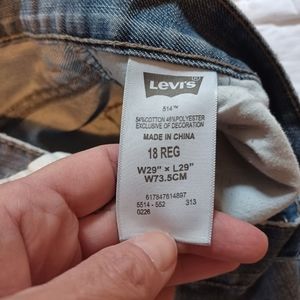 Levi's
514™
54%COTTON 46%POLYESTER
EXCLUSIVE OF DECORATION
MADE IN CHINA
18 REG
W29" x L29"
W73.5CM
617847614897
5514 - 552 313
0226